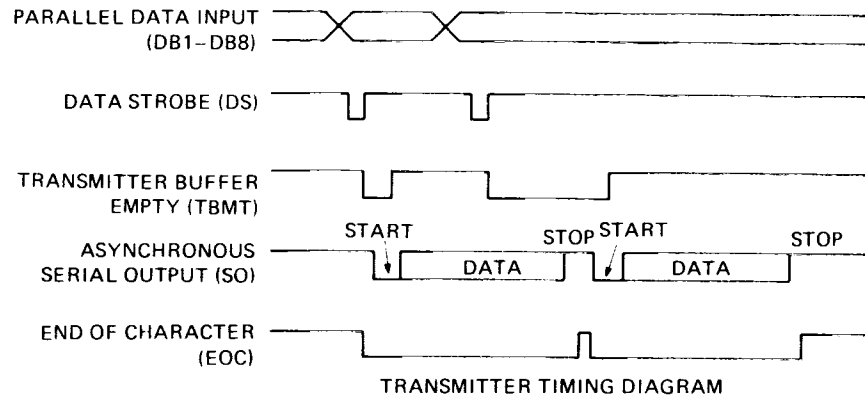 PARALLEL DATA INPUT
(DB1–DB8)
DATA STROBE (DS)
TRANSMITTER BUFFER
EMPTY (TBMT)
START
STOP
START
STOP
ASYNCHRONOUS
SERIAL OUTPUT (SO)
DATA
DATA
END OF CHARACTER
(EOC)
TRANSMITTER TIMING DIAGRAM